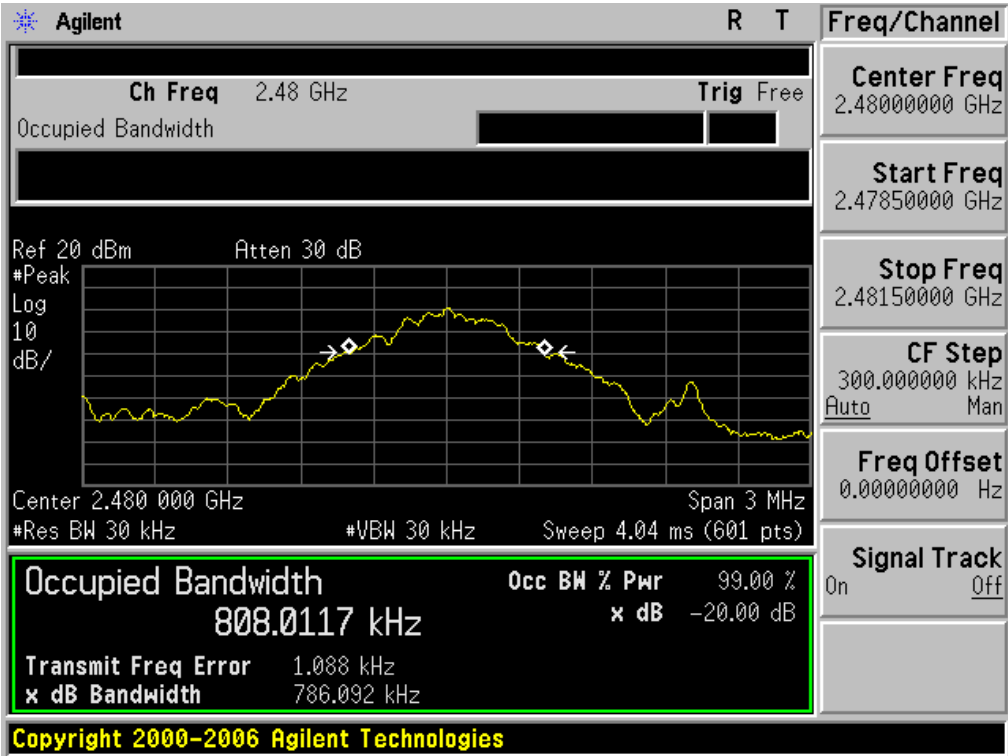 Agilent R T
Ch Freq 2.48 GHz Trig Free
Occupied Bandwidth
Ref 20 dBm Atten 30 dB
#Peak
Log
10
dB/
Center 2.480 000 GHz Span 3 MHz
#Res BW 30 kHz #VBW 30 kHz Sweep 4.04 ms (601 pts)
Occupied Bandwidth Occ BW % Pwr 99.00 %
808.0117 kHz x dB -20.00 dB
Transmit Freq Error 1.088 kHz
x dB Bandwidth 786.092 kHz
Copyright 2000-2006 Agilent Technologies
Freq/Channel
Center Freq
2.48000000 GHz
Start Freq
2.47850000 GHz
Stop Freq
2.48150000 GHz
CF Step
300.000000 kHz
Auto Man
Freq Offset
0.00000000 Hz
Signal Track
On Off